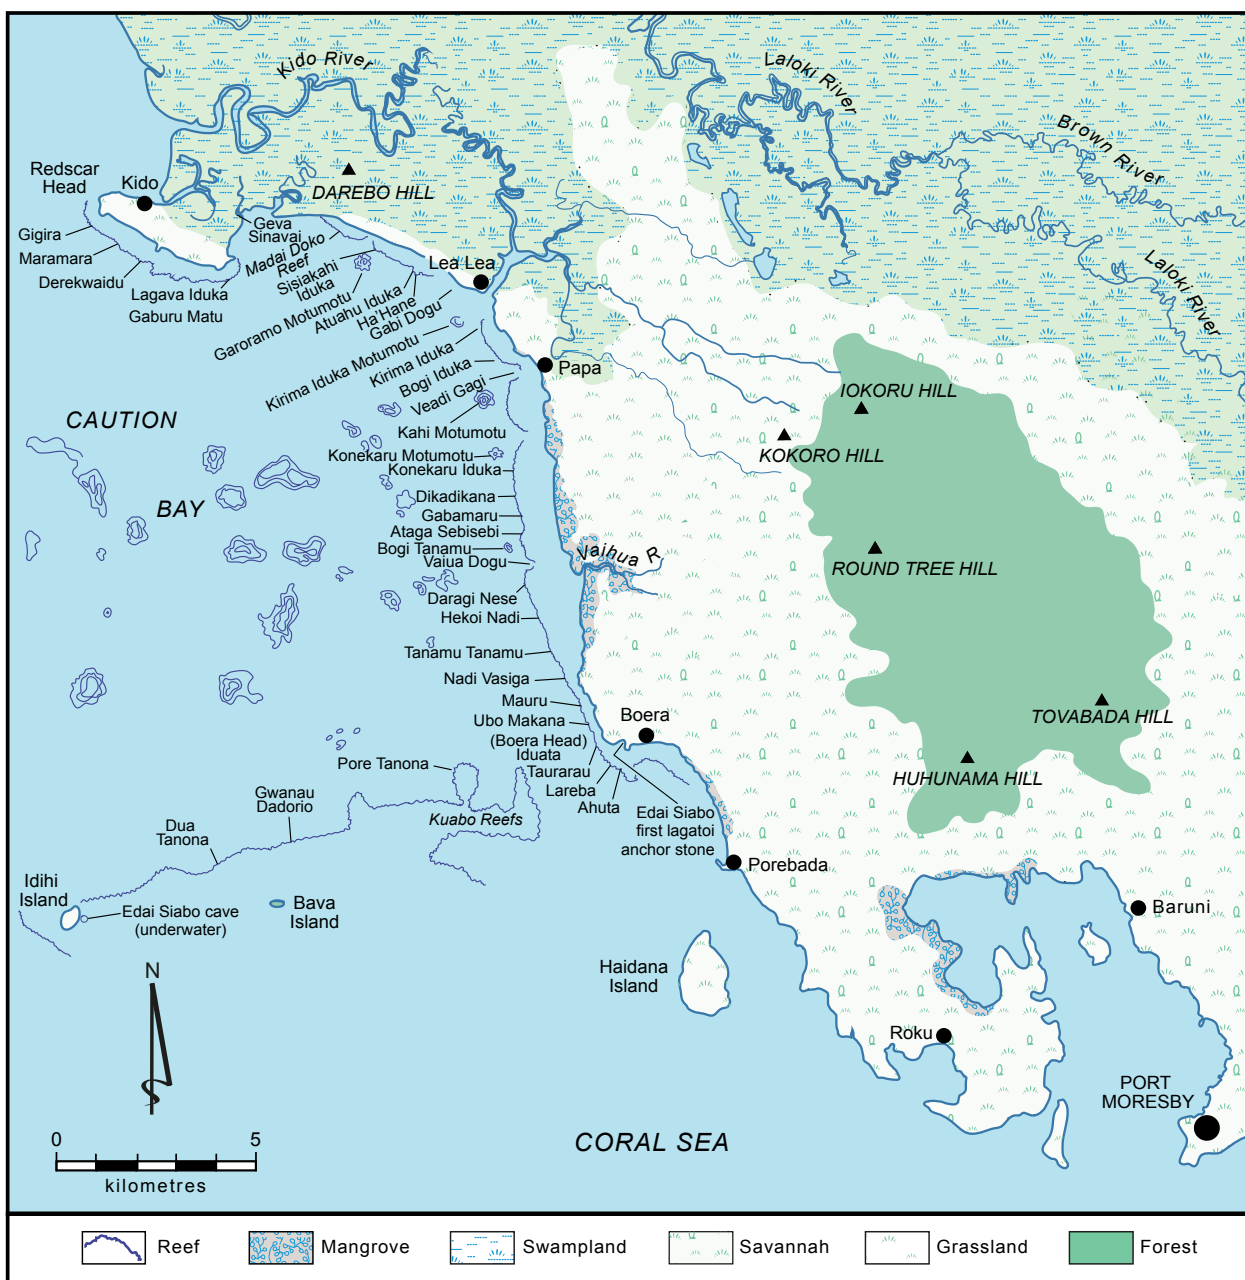 Kido River
Laloki
River
Brown River
Laloki River
Redscar
Head
Kido
DAREBO HILL
Gigira
Maramara
Derekwaidu
Lagava Iduka
Gaburu Matu
Geva
Sinavai
Madai Doko
Reef
Sisiakahi
Iduka
Garoramo Motumotu
Atuahu Iduka
Ha'Hane
Gabi Dogu
Lea Lea
Kirima Iduka Motumotu
Kirima Iduka
Bogi Iduka
Veadi Gagi
Papa
Kahi Motumotu
Konekaru Motumotu
Konekaru Iduka
Dikadikana
Gabamaru
Ataga Sebisebi
Bogi Tanamu
Vaiua Dogu
Vaihua R
Daragi Nese
Hekoi Nadi
Tanamu Tanamu
Nadi Vasiga
Mauru
Ubo Makana
(Boera Head)
Iduata
Taurarau
Lareba
Ahuta
Boera
CAUTION
BAY
IOKORU HILL
KOKORO HILL
ROUND TREE HILL
TOVABADA HILL
HUHUNAMA HILL
Pore Tanona
Gwanau
Dadorio
Kuabo Reefs
Dua
Tanona
Edai Siabo
first lagatoi
anchor stone
Porebada
Idihi
Island
Edai Siabo cave
(underwater)
Bava
Island
Haidana
Island
Baruni
Roku
PORT
MORESBY
N
CORAL SEA
0 5
kilometres
Reef
Mangrove
Swampland
Savannah
Grassland
Forest